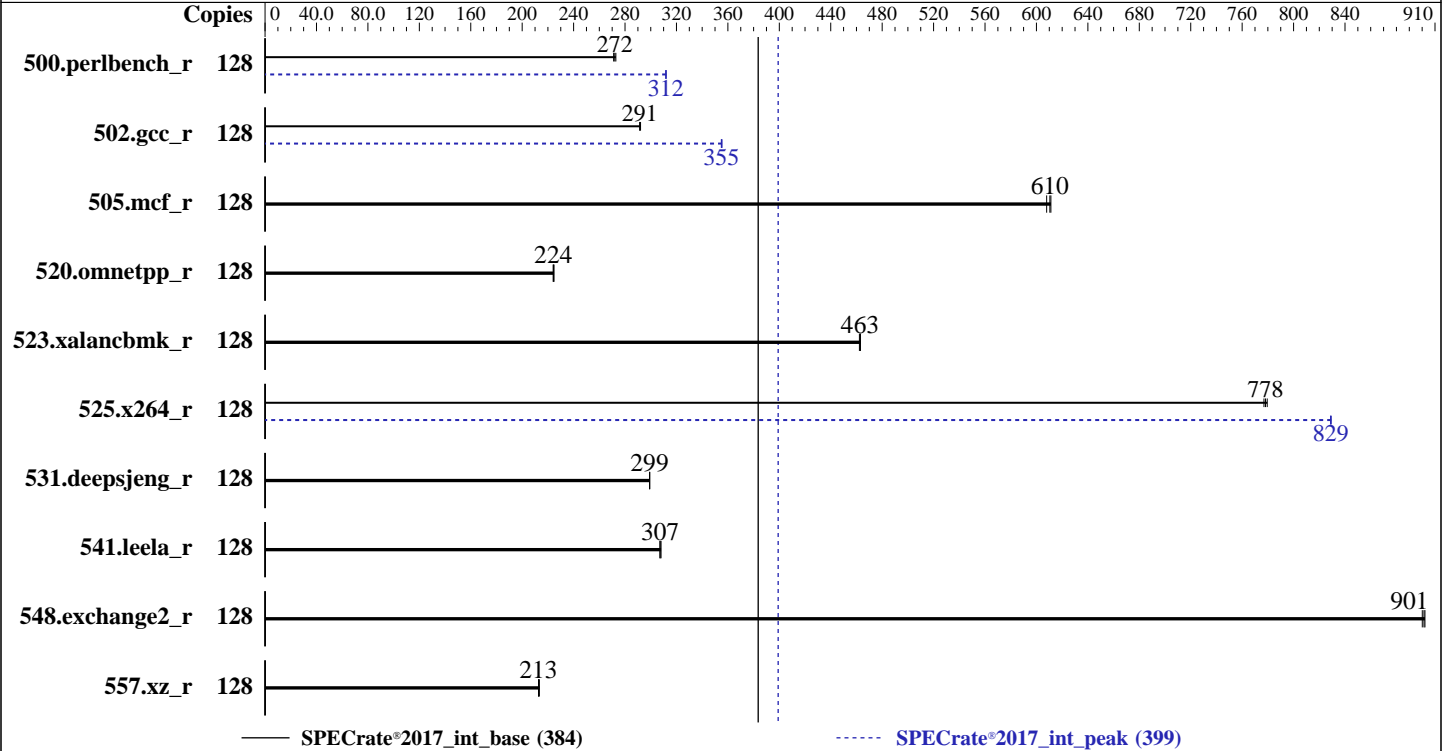 Copies 0 40.0 80.0 120 160 200 240 280 320 360 400 440 480 520 560 600 640 680 720 760 800 840 910
500.perlbench_r 128 272
312
502.gcc_r 128 291
355
505.mcf_r 128 610
520.omnetpp_r 128 224
523.xalancbmk_r 128 463
525.x264_r 128 778
829
531.deepsjeng_r 128 299
541.leela_r 128 307
548.exchange2_r 128 901
557.xz_r 128 213
SPECrate®2017_int_base (384) SPECrate®2017_int_peak (399)